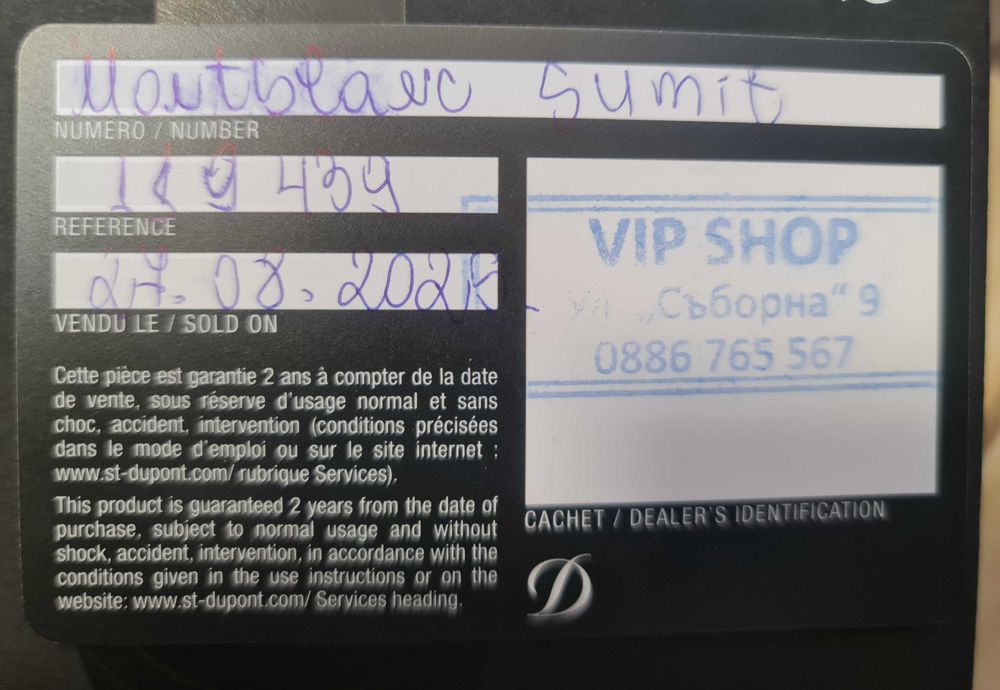 Montblanc Sumit
NUMERO / NUMBER
119 439
REFERENCE
27.08.202
VENDU LE / SOLD ON
Cette pièce est garantie 2 ans à compter de la date
de vente, sous réserve d'usage normal et sans
choc, accident, intervention (conditions précisées
dans le mode d'emploi ou sur le site internet :
www.st-dupont.com/ rubrique Services).
This product is guaranteed 2 years from the date of
purchase, subject to normal usage and without
shock, accident, intervention, in accordance with the
conditions given in the use instructions or on the
website: www.st-dupont.com/ Services heading.
VIP SHOP
ул. „Съборна“ 9
0886 765 567
CACHET / DEALER'S IDENTIFICATION
D